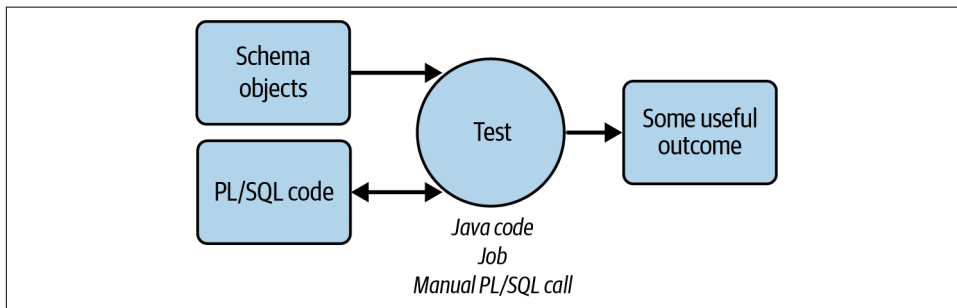 Schema
objects
PL/SQL code
Test
Java code
Job
Manual PL/SQL call
Some useful
outcome